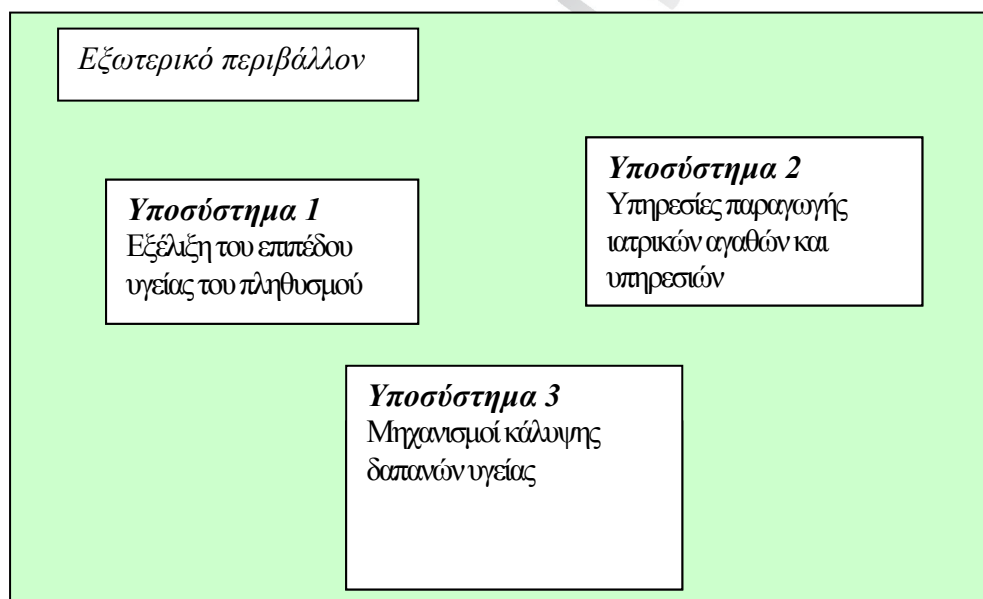 Εξωτερικό περιβάλλον
Υποσύστημα 1
Εξέλιξη του επιπέδου
υγείας του πληθυσμού
Υποσύστημα 2
Υπηρεσίες παραγωγής
ιατρικών αγαθών και
υπηρεσιών
Υποσύστημα 3
Μηχανισμοί κάλυψης
δαπανών υγείας